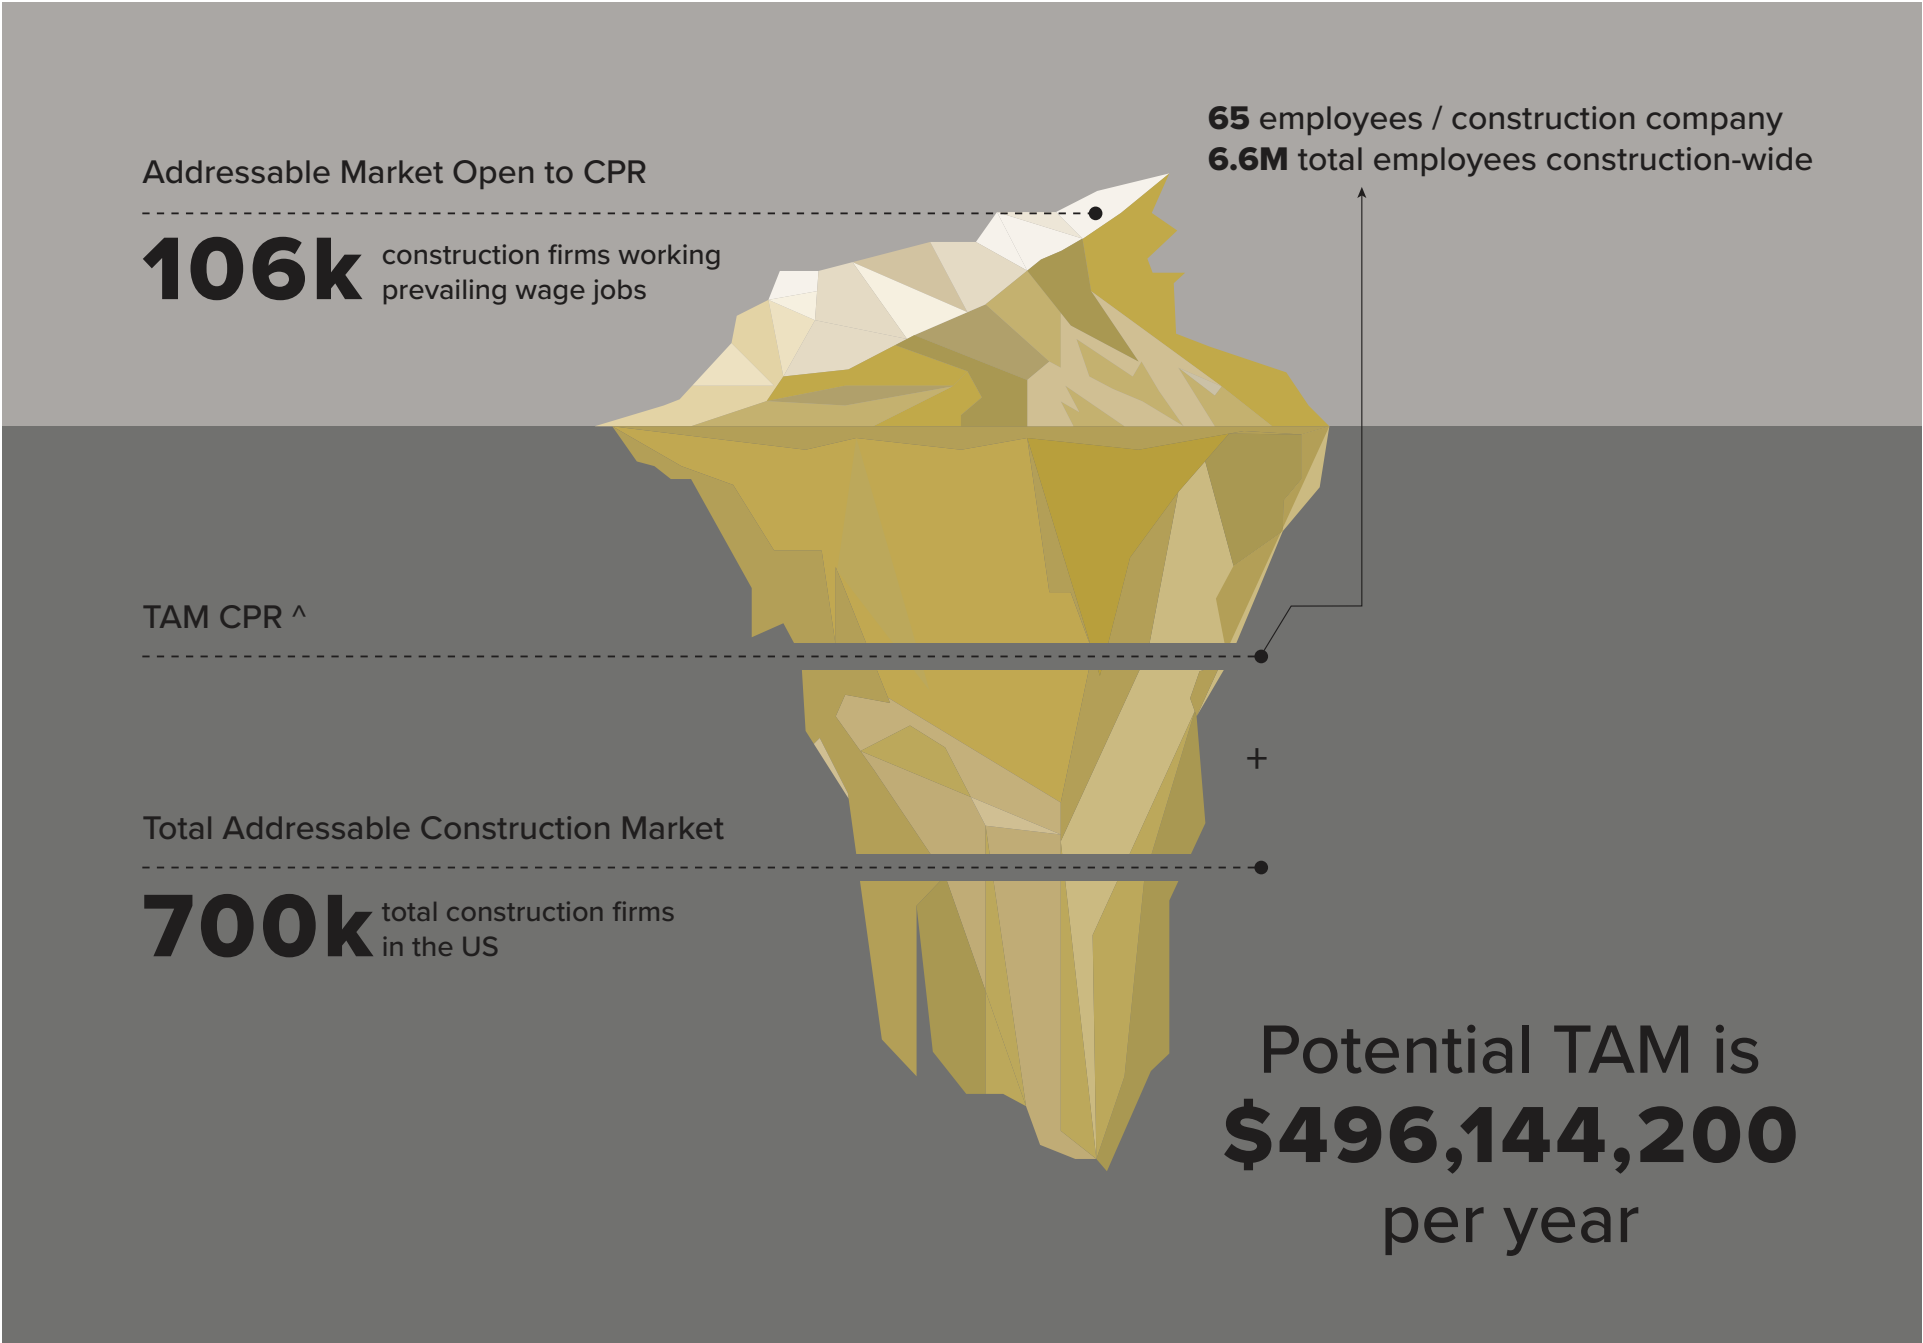 65 employees / construction company
6.6M total employees construction-wide
Addressable Market Open to CPR
106k
construction firms working
prevailing wage jobs
TAM CPR ^
+
Total Addressable Construction Market
700k
total construction firms
in the US
Potential TAM is
$496,144,200
per year